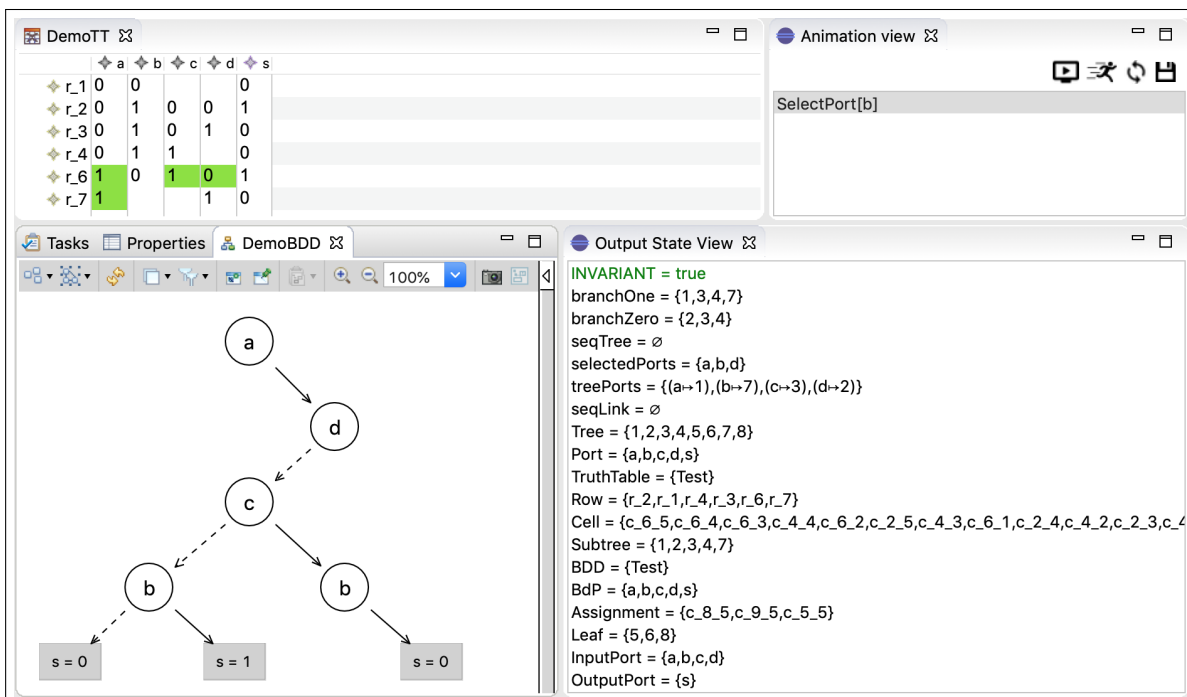 DemoTT
a b c d s
r_1 0 0 0
r_2 0 1 0 0 1
r_3 0 1 0 1 0
r_4 0 1 1 0
r_6 1 0 1 0 1
r_7 1 1 0
Animation view
SelectPort[b]
Tasks Properties DemoBDD
100%
a
d
c
b b
s = 0 s = 1 s = 0
Output State View
INVARIANT = true
branchOne = {1,3,4,7}
branchZero = {2,3,4}
seqTree = ∅
selectedPorts = {a,b,d}
treePorts = {(a↦1),(b↦7),(c↦3),(d↦2)}
seqLink = ∅
Tree = {1,2,3,4,5,6,7,8}
Port = {a,b,c,d,s}
TruthTable = {Test}
Row = {r_2,r_1,r_4,r_3,r_6,r_7}
Cell = {c_6_5,c_6_4,c_6_3,c_4_4,c_6_2,c_2_5,c_4_3,c_6_1,c_2_4,c_4_2,c_2_3,c_4
Subtree = {1,2,3,4,7}
BDD = {Test}
BdP = {a,b,c,d,s}
Assignment = {c_8_5,c_9_5,c_5_5}
Leaf = {5,6,8}
InputPort = {a,b,c,d}
OutputPort = {s}